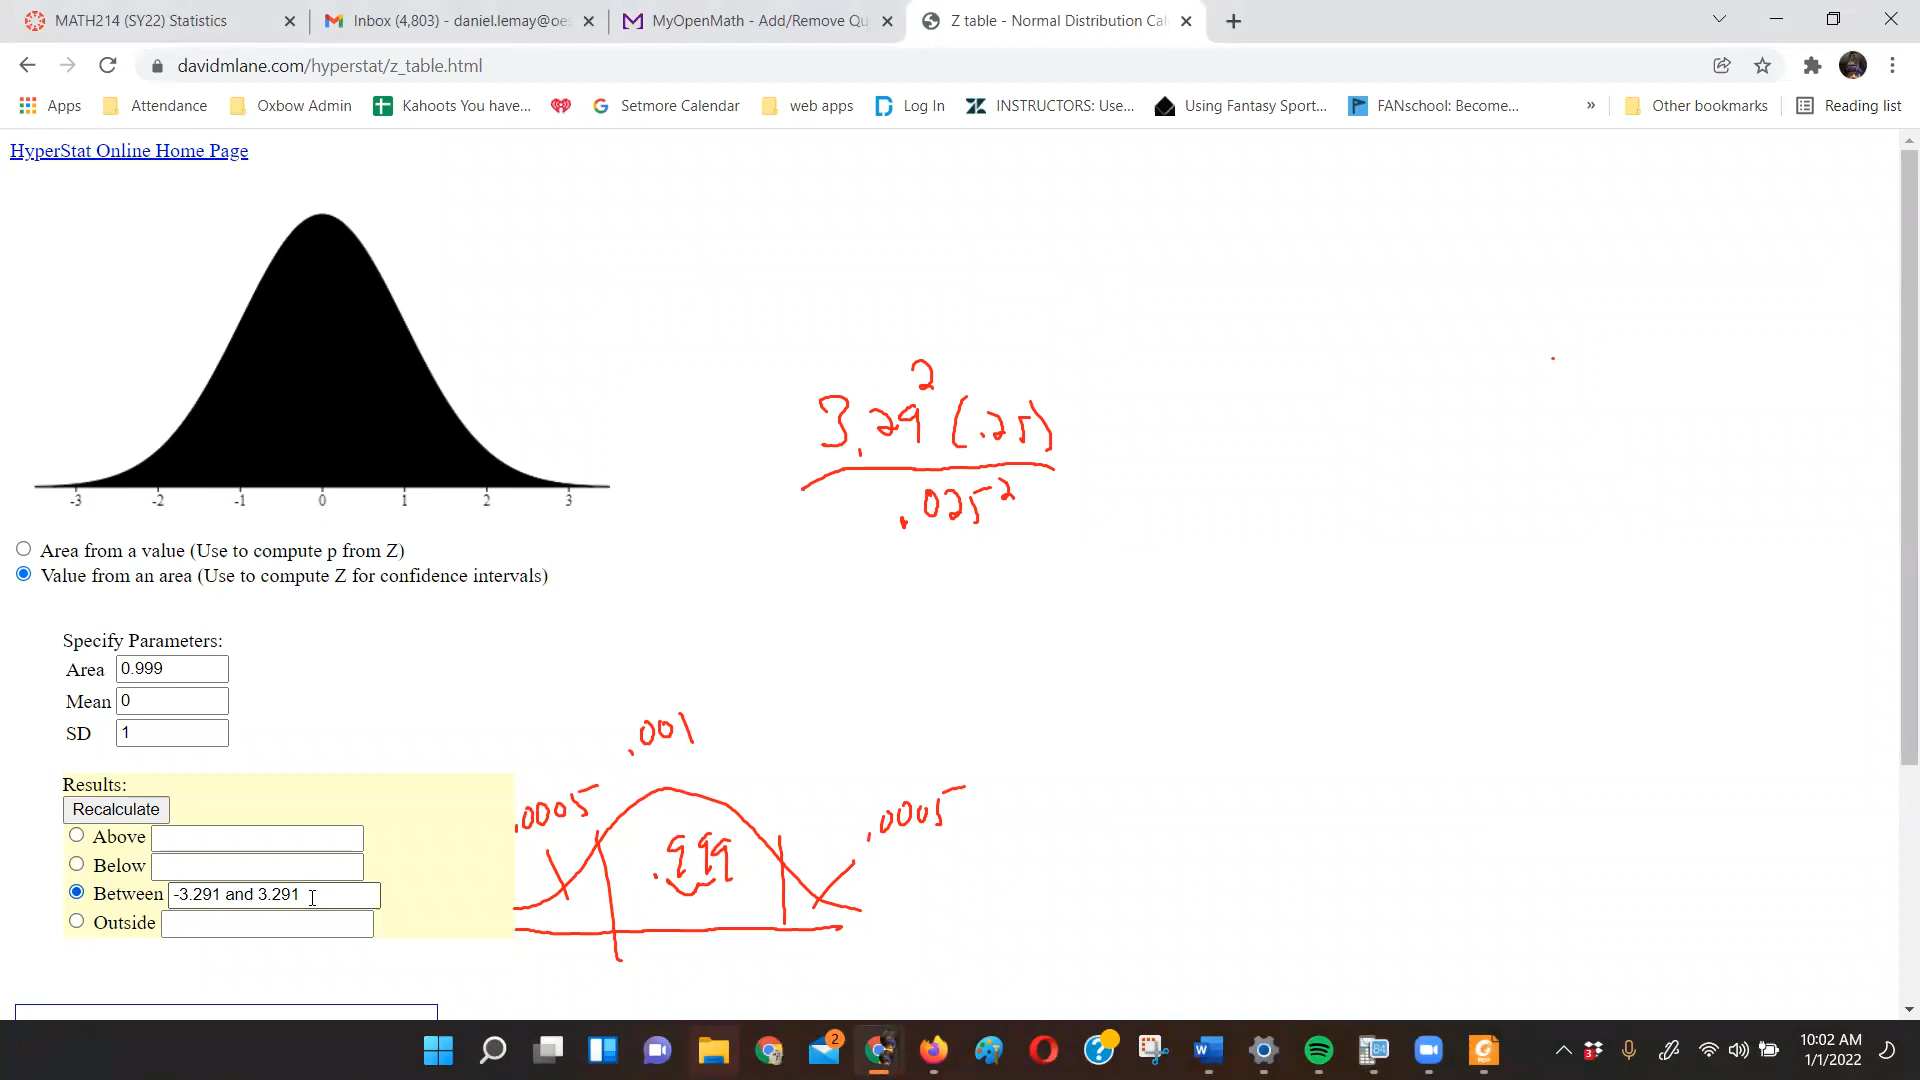 MATH214 (SY22) Statistics
Inbox (4,803) - daniel.lemay@oe
MyOpenMath - Add/Remove Qu
Z table - Normal Distribution Cal
davidmlane.com/hyperstat/z_table.html
Apps
Attendance
Oxbow Admin
Kahoots You have...
Setmore Calendar
web apps
Log In
INSTRUCTORS: Use...
Using Fantasy Sport...
FANschool: Become...
»
Other bookmarks
Reading list
HyperStat Online Home Page
-3 -2 -1 0 1 2 3
3.29² (.25)
.025²
Area from a value (Use to compute p from Z)
Value from an area (Use to compute Z for confidence intervals)
Specify Parameters:
Area 0.999
Mean 0
SD 1
.001
Results:
Recalculate
Above
Below
Between -3.291 and 3.291
Outside
.0005
.999
.0005
2
84
3
10:02 AM
1/1/2022